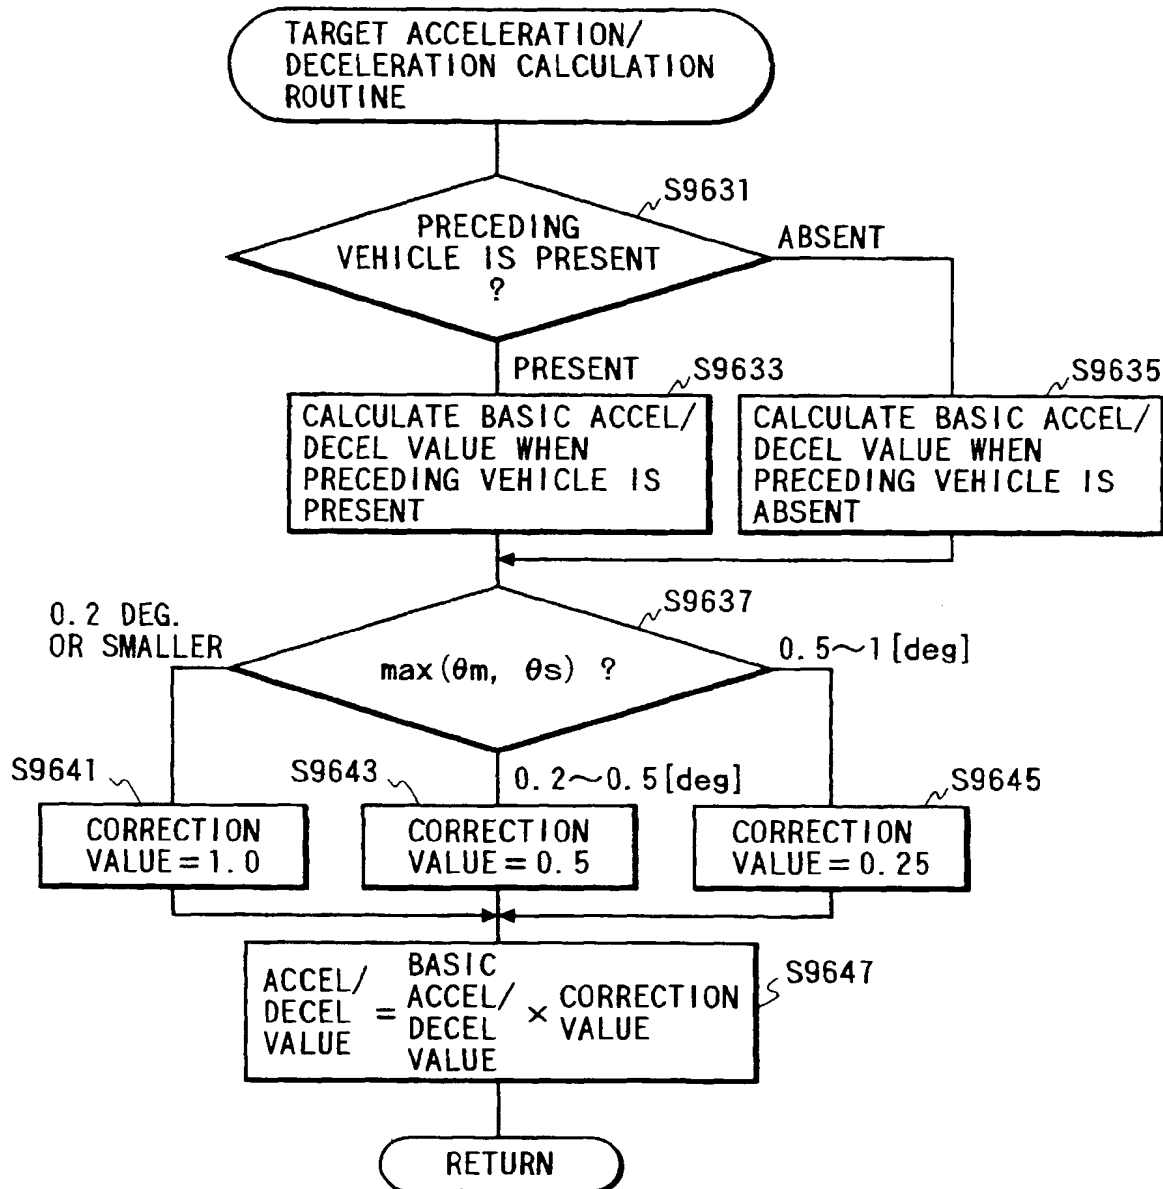 TARGET ACCELERATION/
DECELERATION CALCULATION
ROUTINE
S9631
PRECEDING
VEHICLE IS PRESENT
?
ABSENT
PRESENT
S9633
S9635
CALCULATE BASIC ACCEL/
DECEL VALUE WHEN
PRECEDING VEHICLE IS
PRESENT
CALCULATE BASIC ACCEL/
DECEL VALUE WHEN
PRECEDING VEHICLE IS
ABSENT
S9637
0.2 DEG.
OR SMALLER
max(θm, θs) ?
0.5~1[deg]
S9641
S9643
0.2~0.5[deg]
S9645
CORRECTION
VALUE=1.0
CORRECTION
VALUE=0.5
CORRECTION
VALUE=0.25
S9647
ACCEL/
DECEL
VALUE
=
BASIC
ACCEL/
DECEL
VALUE
×
CORRECTION
VALUE
RETURN